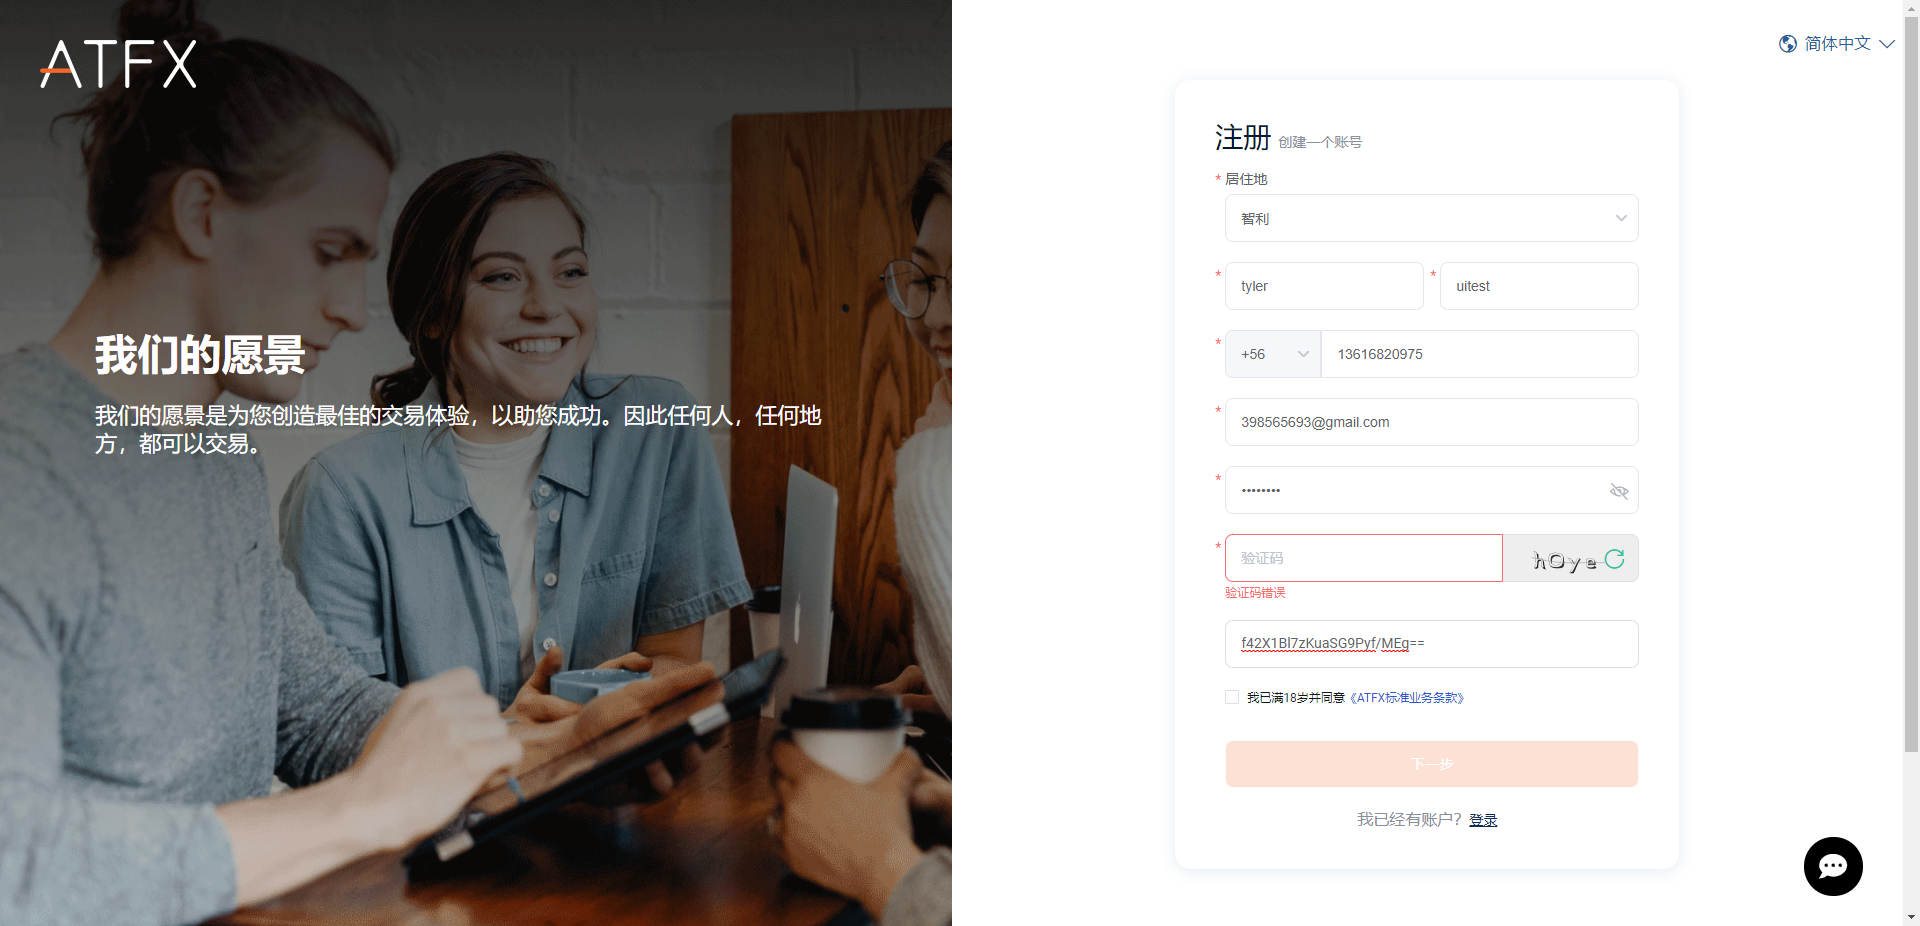 ATFX
我们的愿景
我们的愿景是为您创造最佳的交易体验，以助您成功。因此任何人，任何地
方，都可以交易。
简体中文
注册 创建一个账号
* 居住地
智利
* tyler * uitest
* +56 13616820975
* 398565693@gmail.com
* ••••••••
* 验证码 hOye
验证码错误
f42X1Bl7zKuaSG9Pyf/MEg==
我已满18岁并同意《ATFX标准业务条款》
下一步
我已经有账户？登录